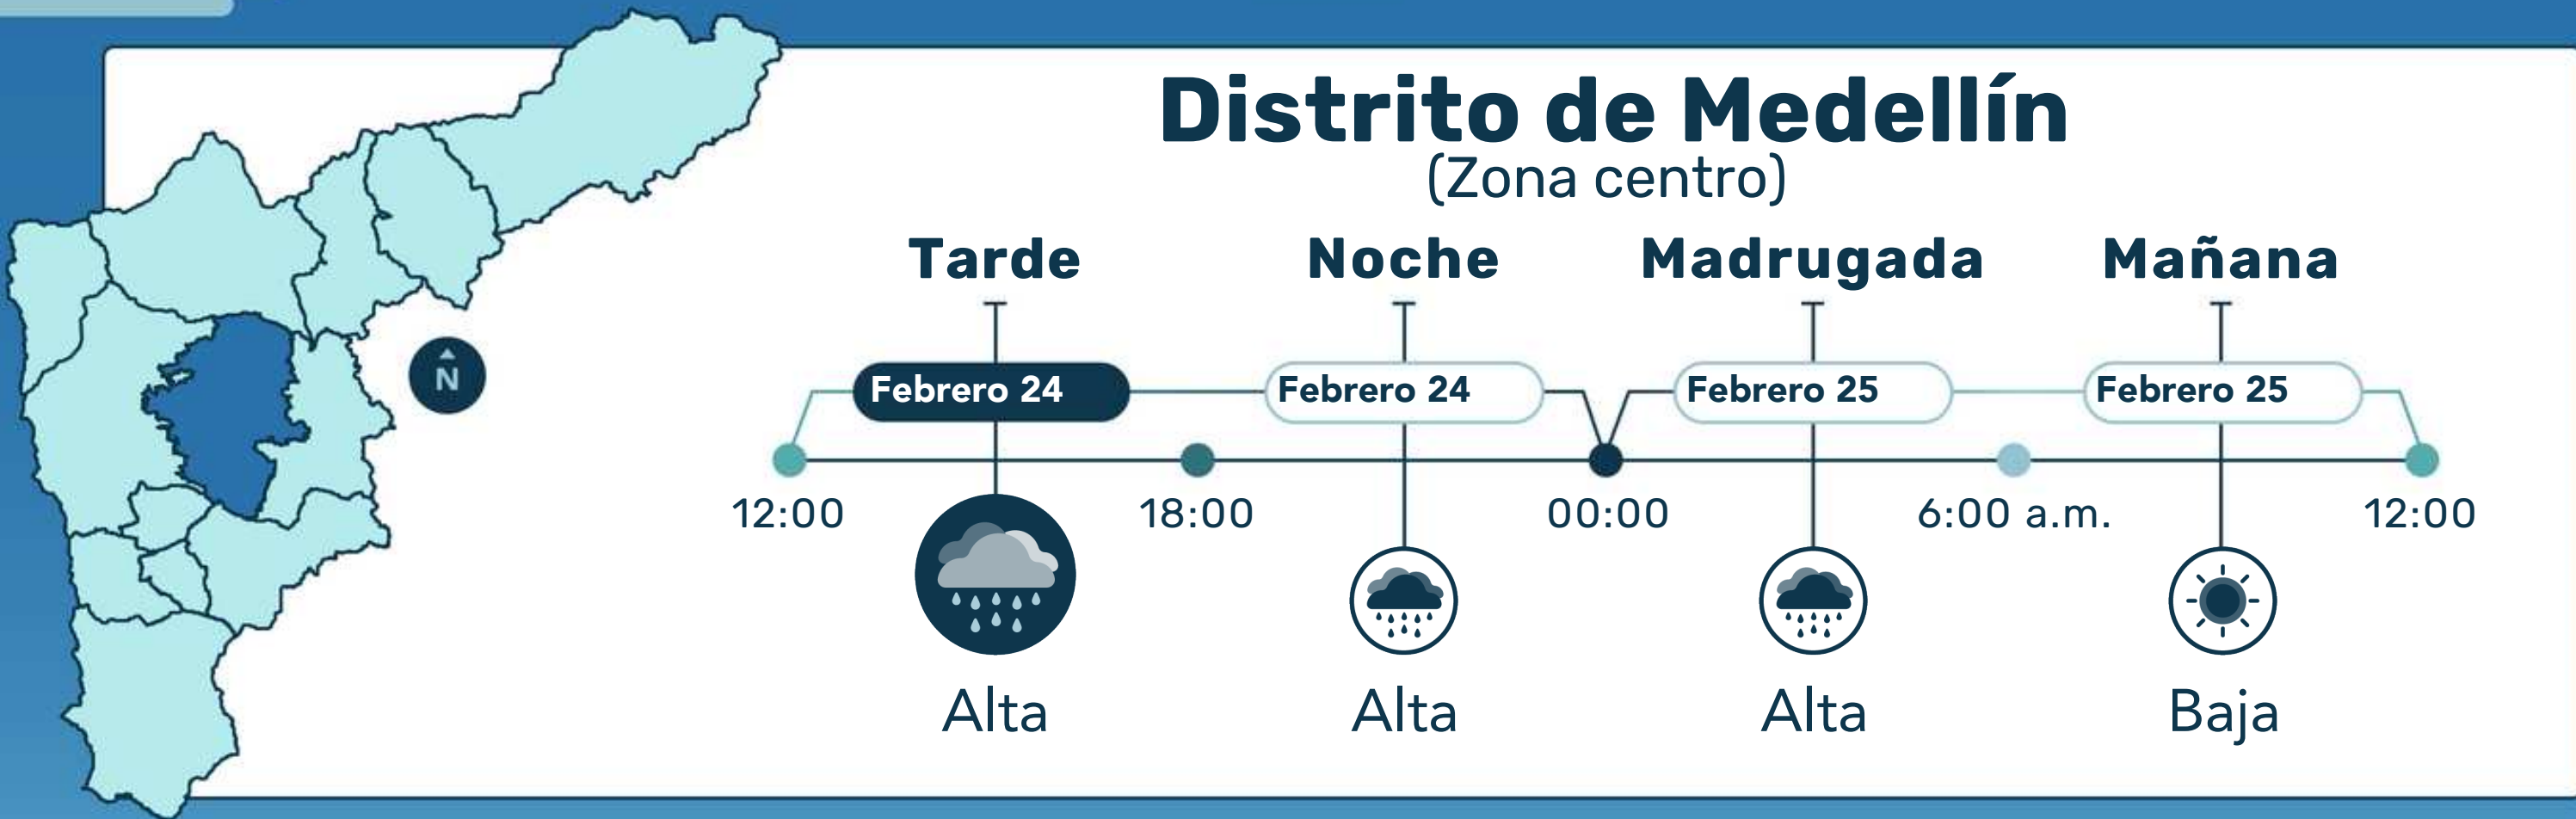 Distrito de Medellín
(Zona centro)
Tarde Noche Madrugada Mañana
Febrero 24 Febrero 24 Febrero 25 Febrero 25
N
12:00 18:00 00:00 6:00 a.m. 12:00
Alta Alta Alta Baja